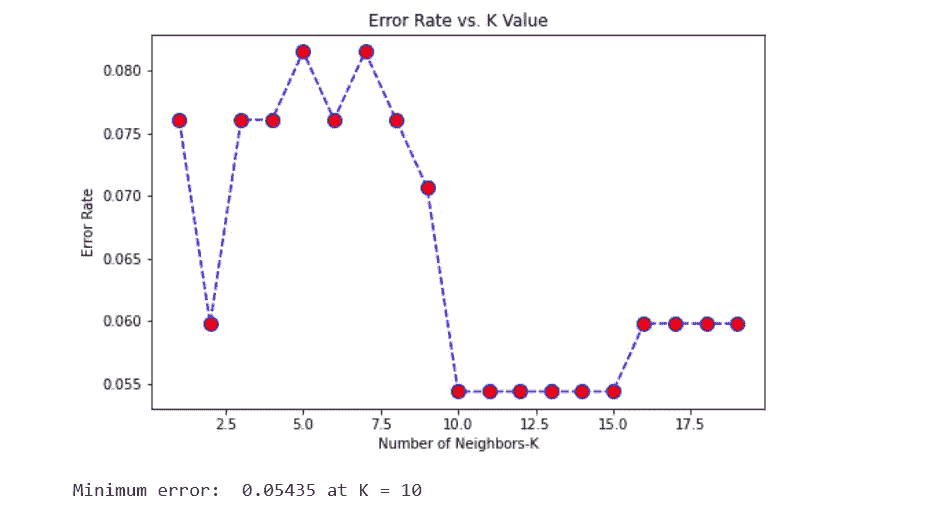 Error Rate vs. K Value
0.080
0.075
0.070
0.065
0.060
0.055
Error Rate
2.5 5.0 7.5 10.0 12.5 15.0 17.5
Number of Neighbors-K
Minimum error: 0.05435 at K = 10